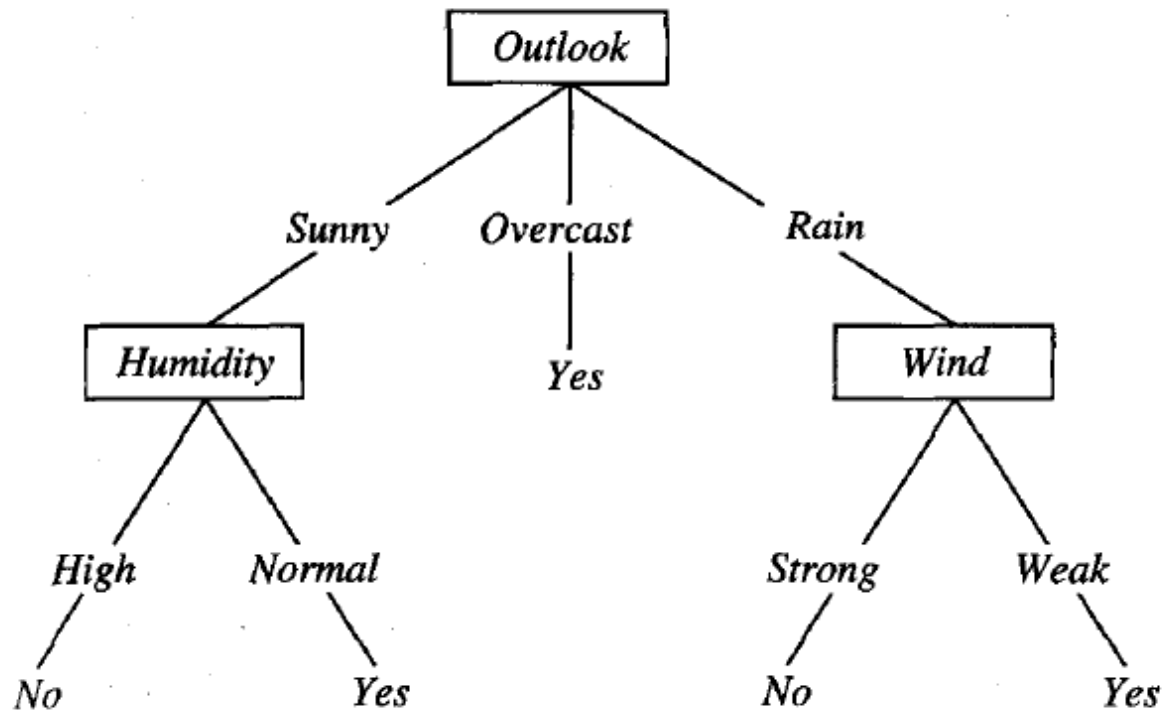 Outlook
Sunny Overcast Rain
Humidity Yes Wind
High Normal Strong Weak
No Yes No Yes